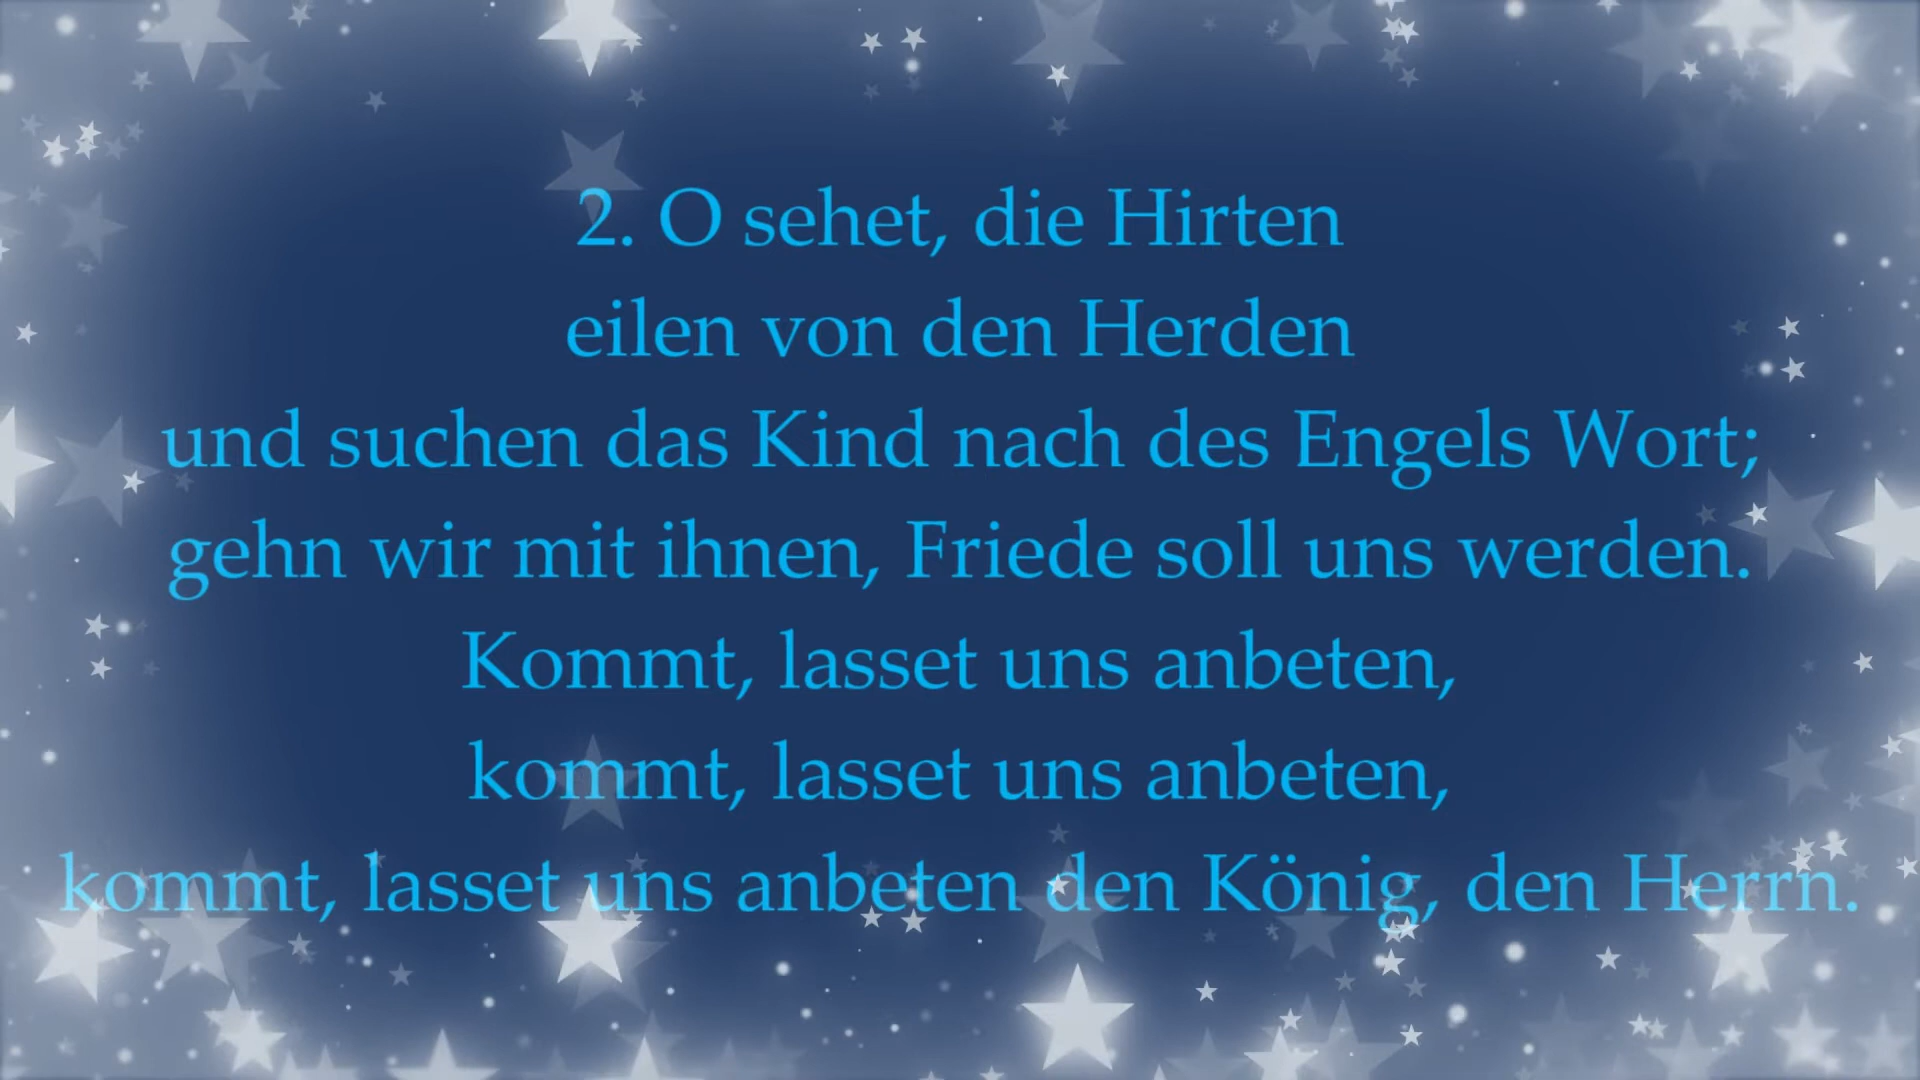 2. O sehet, die Hirten
eilen von den Herden
und suchen das Kind nach des Engels Wort;
gehn wir mit ihnen, Friede soll uns werden.
Kommt, lasset uns anbeten,
kommt, lasset uns anbeten,
kommt, lasset uns anbeten den König, den Herrn.